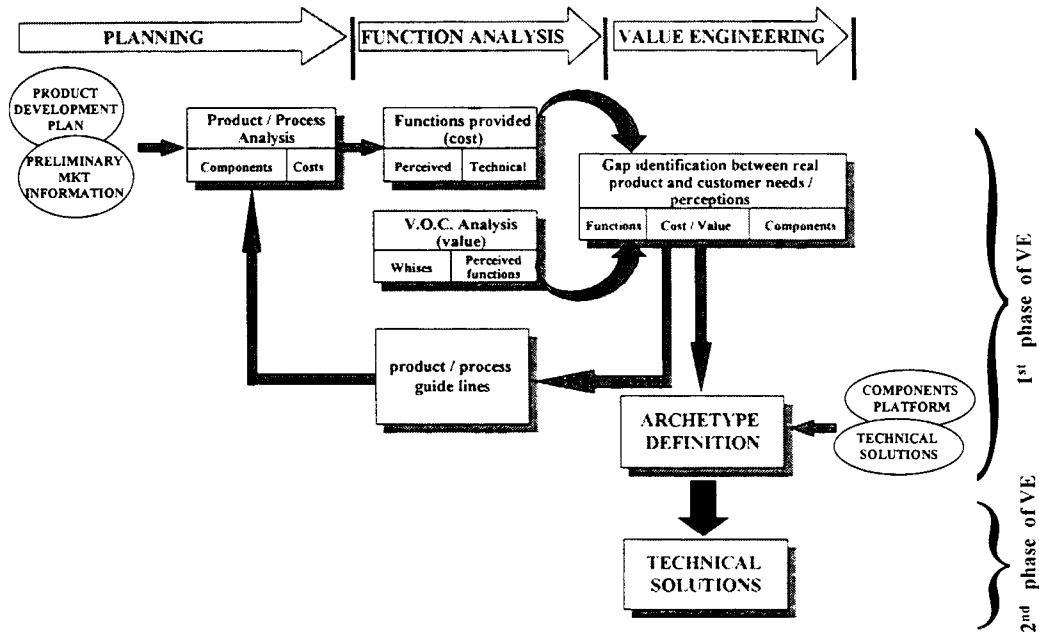 PLANNING
FUNCTION ANALYSIS
VALUE ENGINEERING
PRODUCT
DEVELOPMENT
PLAN
PRELIMINARY
MKT
INFORMATION
Product / Process
Analysis
Components
Costs
Functions provided
(cost)
Perceived
Technical
V.O.C. Analysis
(value)
Whises
Perceived
functions
Gap identification between real
product and customer needs /
perceptions
Functions
Cost / Value
Components
product / process
guide lines
ARCHETYPE
DEFINITION
COMPONENTS
PLATFORM
TECHNICAL
SOLUTIONS
TECHNICAL
SOLUTIONS
1st phase of VE
2nd phase of VE